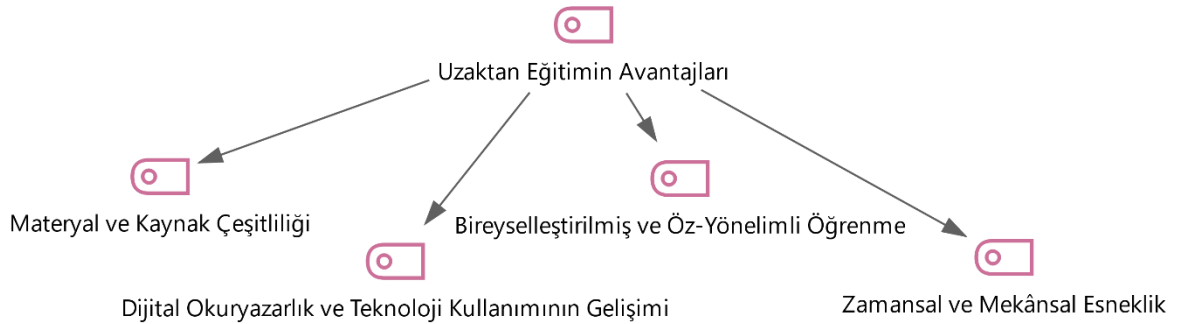 Uzaktan Eğitimin Avantajları
Materyal ve Kaynak Çeşitliliği
Bireyselleştirilmiş ve Öz-Yönelimli Öğrenme
Dijital Okuryazarlık ve Teknoloji Kullanımının Gelişimi
Zamansal ve Mekânsal Esneklik